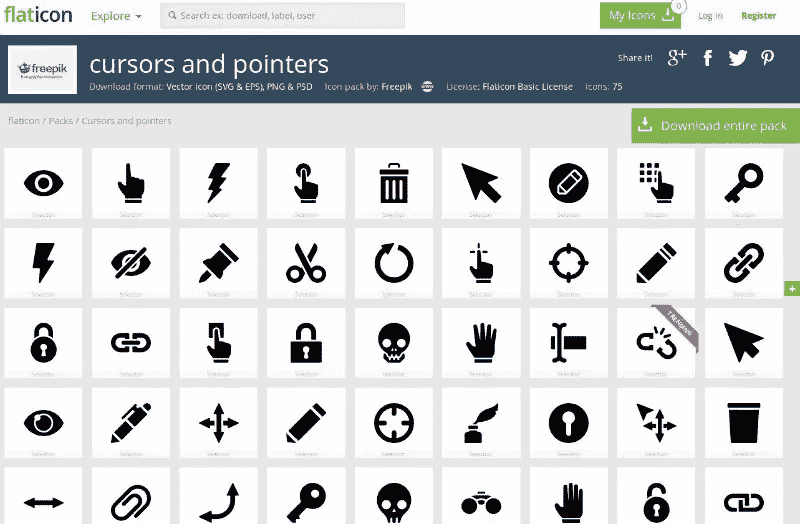 flaticon
Explore
Search ex: download, label, user
My Icons
0
Log in
Register
freepik
cursors and pointers
Download format: Vector icon (SVG & EPS), PNG & PSD Icon pack by: Freepik License: Flaticon Basic License Icons: 75
Share it!
flaticon / Packs / Cursors and pointers
Download entire pack
Selection Selection Selection Selection Selection Selection Selection Selection Selection
Selection Selection Selection Selection Selection Selection Selection Selection Selection
TRENDING
Selection Selection Selection Selection Selection Selection Selection Selection Selection
Selection Selection Selection Selection Selection Selection Selection Selection Selection